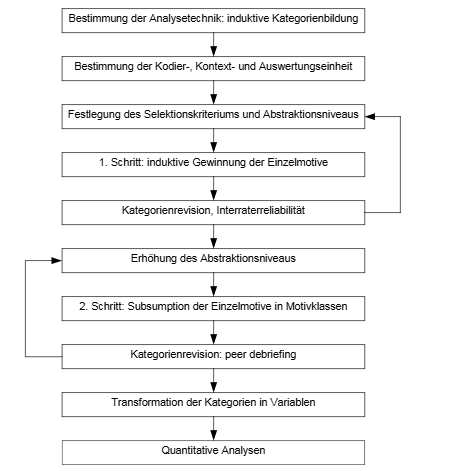 Bestimmung der Analysetechnik: induktive Kategorienbildung
Bestimmung der Kodier-, Kontext- und Auswertungseinheit
Festlegung des Selektionskriteriums und Abstraktionsniveaus
1. Schritt: induktive Gewinnung der Einzelmotive
Kategorienrevision, Interraterreliabilität
Erhöhung des Abstraktionsniveaus
2. Schritt: Subsumption der Einzelmotive in Motivklassen
Kategorienrevision: peer debriefing
Transformation der Kategorien in Variablen
Quantitative Analysen